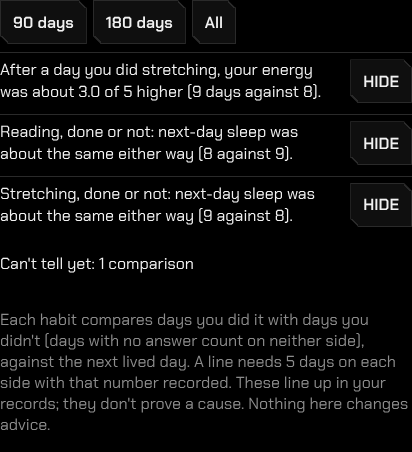 90 days 180 days All
After a day you did stretching, your energy
was about 3.0 of 5 higher (9 days against 8).
HIDE
Reading, done or not: next-day sleep was
about the same either way (8 against 9).
HIDE
Stretching, done or not: next-day sleep was
about the same either way (9 against 8).
HIDE
Can't tell yet: 1 comparison
Each habit compares days you did it with days you
didn't (days with no answer count on neither side),
against the next lived day. A line needs 5 days on each
side with that number recorded. These line up in your
records; they don't prove a cause. Nothing here changes
advice.